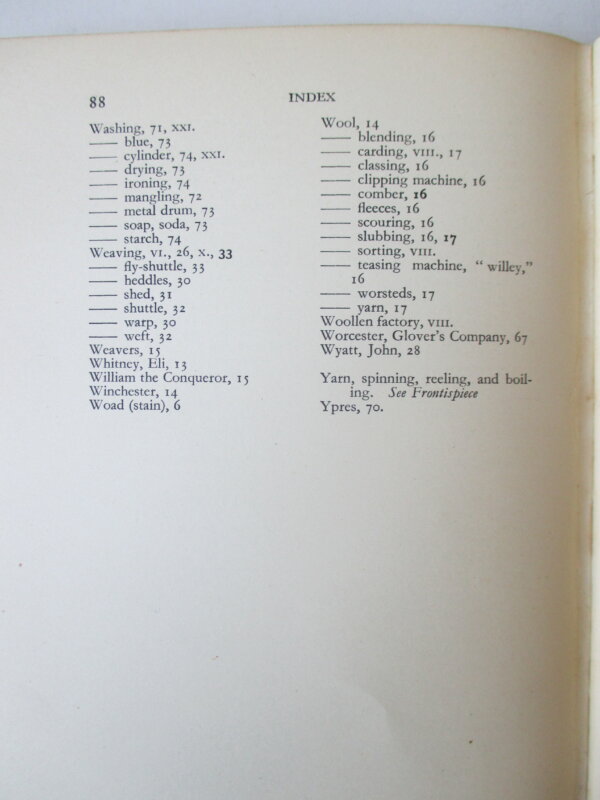 88
INDEX
Washing, 71, XXI.
—— blue, 73
—— cylinder, 74, XXI.
—— drying, 73
—— ironing, 74
—— mangling, 72
—— metal drum, 73
—— soap, soda, 73
—— starch, 74
Weaving, VI., 26, X., 33
—— fly-shuttle, 33
—— heddles, 30
—— shed, 31
—— shuttle, 32
—— warp, 30
—— weft, 32
Weavers, 15
Whitney, Eli, 13
William the Conqueror, 15
Winchester, 14
Woad (stain), 6
Wool, 14
—— blending, 16
—— carding, VIII., 17
—— classing, 16
—— clipping machine, 16
—— comber, 16
—— fleeces, 16
—— scouring, 16
—— slubbing, 16, 17
—— sorting, VIII.
—— teasing machine, “ willey,”
16
—— worsteds, 17
—— yarn, 17
Woollen factory, VIII.
Worcester, Glover's Company, 67
Wyatt, John, 28
Yarn, spinning, reeling, and boil-
ing. See Frontispiece
Ypres, 70.